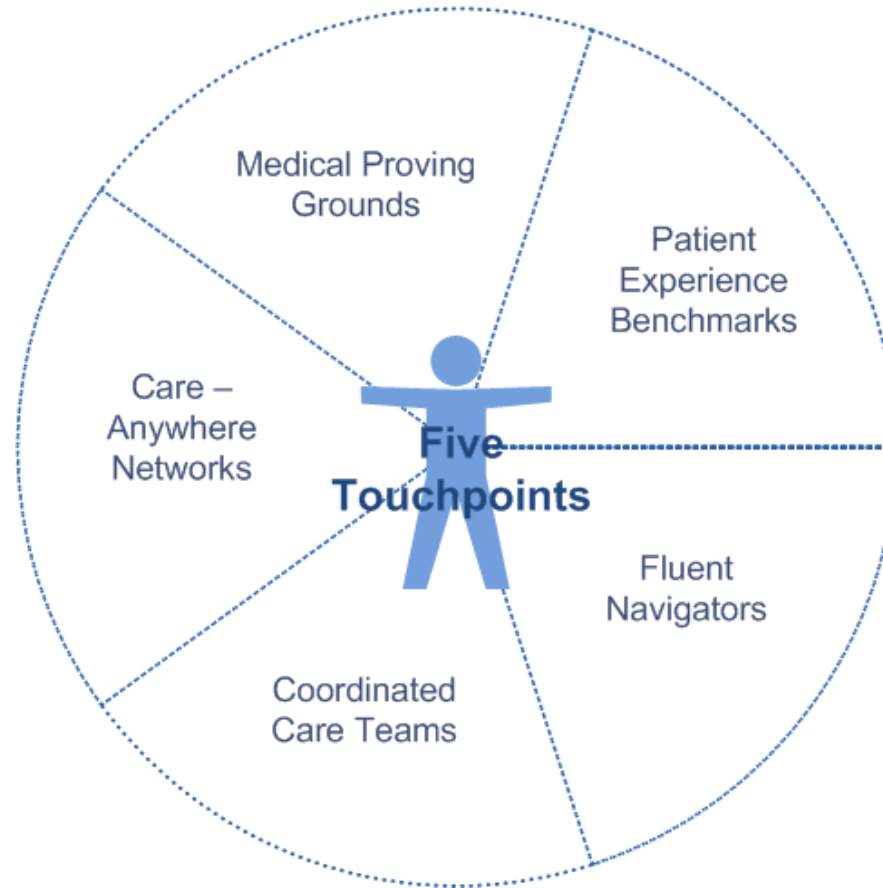 Medical Proving
Grounds
Patient
Experience
Benchmarks
Care –
Anywhere
Networks
Five
Touchpoints
Fluent
Navigators
Coordinated
Care Teams